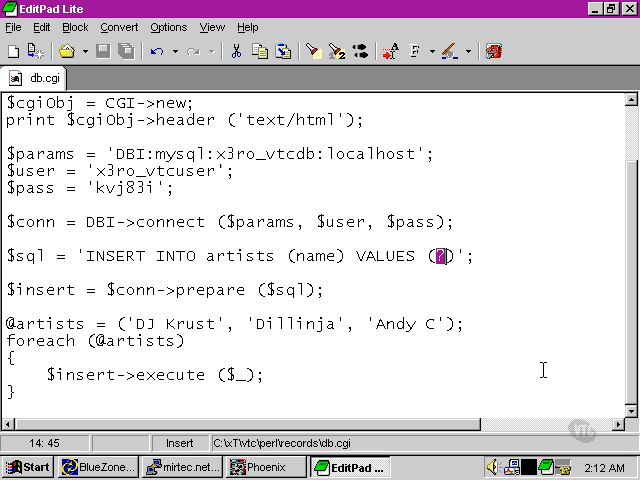 EditPad Lite
File Edit Block Convert Options View Help
db.cgi
$cgiObj = CGI->new;
print $cgiObj->header ('text/html');
$params = 'DBI:mysql:x3ro_vtcdb:localhost';
$user = 'x3ro_vtcuser';
$pass = 'kvj83i';
$conn = DBI->connect ($params, $user, $pass);
$sql = 'INSERT INTO artists (name) VALUES (?)';
$insert = $conn->prepare ($sql);
@artists = ('DJ Krust', 'Dillinja', 'Andy C');
foreach (@artists)
{
$insert->execute ($_);
}
14: 45 Insert C:\xT\vtc\perl\records\db.cgi
Start BlueZone... mirtec.net... Phoenix EditPad ... 2:12 AM
VTC